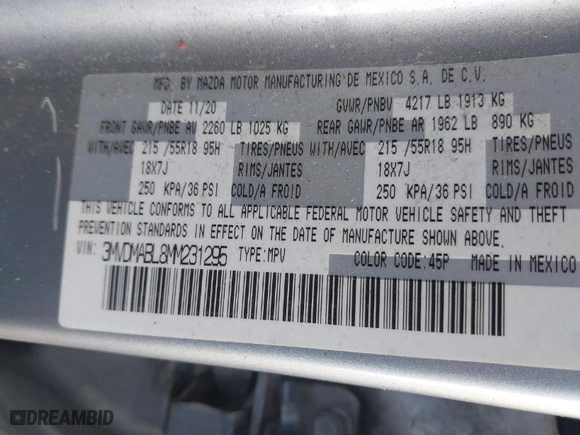 MFG. BY MAZDA MOTOR MANUFACTURING DE MEXICO S.A. DE C.V.
DATE 11/20 GVWR/PNBV 4217 LB 1913 KG
FRONT GAWR/PNBE AV 2260 LB 1025 KG REAR GAWR/PNBE AR 1962 LB 890 KG
WITH/AVEC 215 /55R18 95H TIRES/PNEUS WITH/AVEC 215 /55R18 95H TIRES/PNEUS
18X7J RIMS/JANTES 18X7J RIMS/JANTES
250 KPA/36 PSI COLD/A FROID 250 KPA/36 PSI COLD/A FROID
THIS VEHICLE CONFORMS TO ALL APPLICABLE FEDERAL MOTOR VEHICLE SAFETY AND THEFT
PREVENTION STANDARDS IN EFFECT ON THE DATE OF MANUFACTURE SHOWN ABOVE.
VIN: 3MVDMABL8MM231295 TYPE:MPV COLOR CODE:45P MADE IN MEXICO
DREAMBID